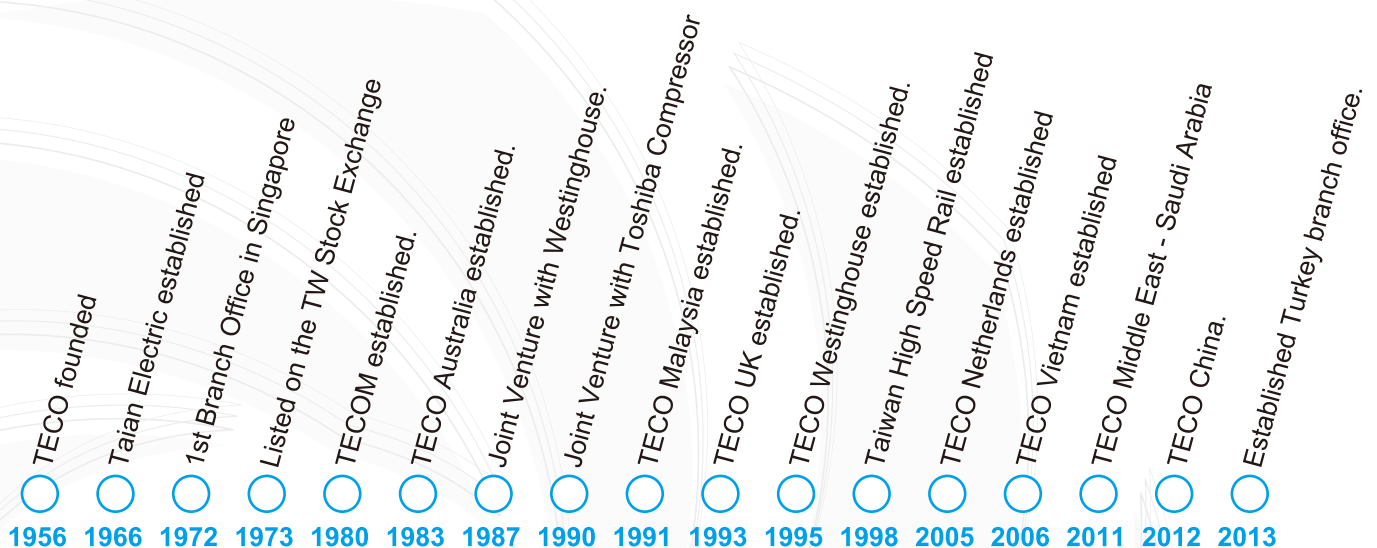 TECO founded
Taian Electric established
1st Branch Office in Singapore
Listed on the TW Stock Exchange
TECOM established.
TECO Australia established.
Joint Venture with Westinghouse.
Joint Venture with Toshiba Compressor
TECO Malaysia established.
TECO UK established.
TECO Westinghouse established.
Taiwan High Speed Rail established
TECO Netherlands established
TECO Vietnam established
TECO Middle East - Saudi Arabia
TECO China.
Established Turkey branch office.
1956 1966 1972 1973 1980 1983 1987 1990 1991 1993 1995 1998 2005 2006 2011 2012 2013